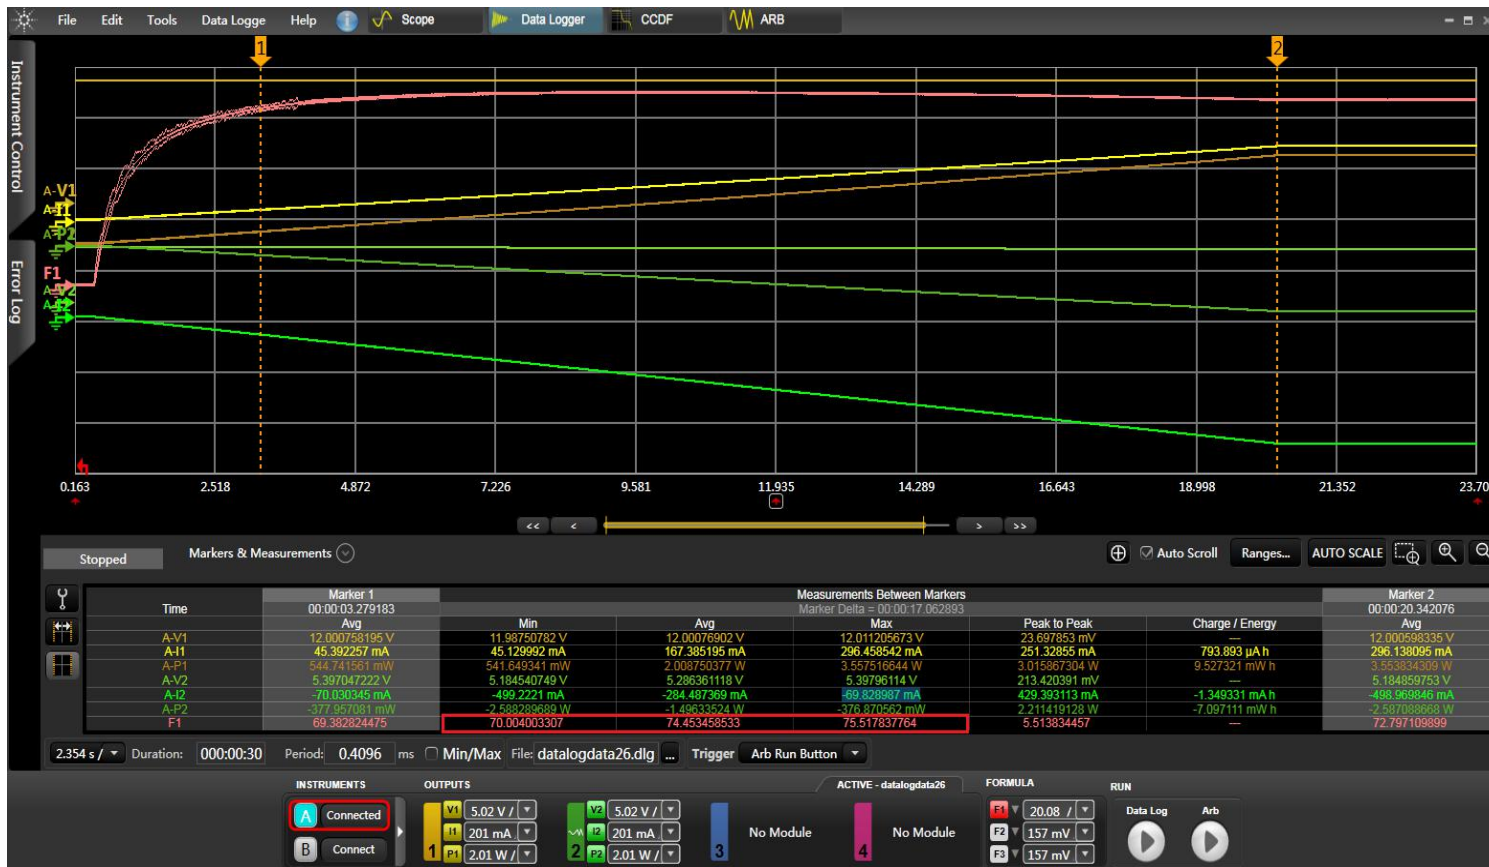 File Edit Tools Data Logge Help i Scope Data Logger CCDF ARB
Instrument Control
Error Log
1 2
A-V1
A-I1
A-P2
F1
A-V2
A-I2
0.163 2.518 4.872 7.226 9.581 11.935 14.289 16.643 18.998 21.352 23.70
<< < > >>
Stopped Markers & Measurements Auto Scroll Ranges... AUTO SCALE
Marker 1 Measurements Between Markers Marker 2
Time 00:00:03.279183 Marker Delta = 00:00:17.062893 00:00:20.342076
Avg Min Avg Max Peak to Peak Charge / Energy Avg
A-V1 12.000758195 V 11.98750782 V 12.00076902 V 12.011205673 V 23.697853 mV --- 12.000598335 V
A-I1 45.392257 mA 45.129992 mA 167.385195 mA 296.458542 mA 251.32855 mA 793.893 µA h 296.138095 mA
A-P1 544.741561 mW 541.649341 mW 2.008750377 W 3.557516644 W 3.015867304 W 9.527321 mW h 3.553834309 W
A-V2 5.397047222 V 5.184540749 V 5.286361118 V 5.39796114 V 213.420391 mV --- 5.184859753 V
A-I2 -70.030345 mA -499.2221 mA -284.487369 mA -69.828987 mA 429.393113 mA -1.349331 mA h -498.969846 mA
A-P2 -377.957081 mW -2.588289689 W -1.49633524 W -376.870562 mW 2.211419128 W -7.097111 mW h -2.587088668 W
F1 69.382824475 70.004003307 74.453458533 75.517837764 5.513834457 --- 72.797109899
2.354 s / Duration: 000:00:30 Period: 0.4096 ms Min/Max File: datalogdata26.dlg ... Trigger Arb Run Button
INSTRUMENTS OUTPUTS ACTIVE - datalogdata26 FORMULA RUN
A Connected
B Connect
1 V1 5.02 V / I1 201 mA P1 2.01 W /
2 V2 5.02 V / I2 201 mA P2 2.01 W /
3 No Module
4 No Module
F1 20.08 /
F2 157 mV
F3 157 mV
Data Log Arb